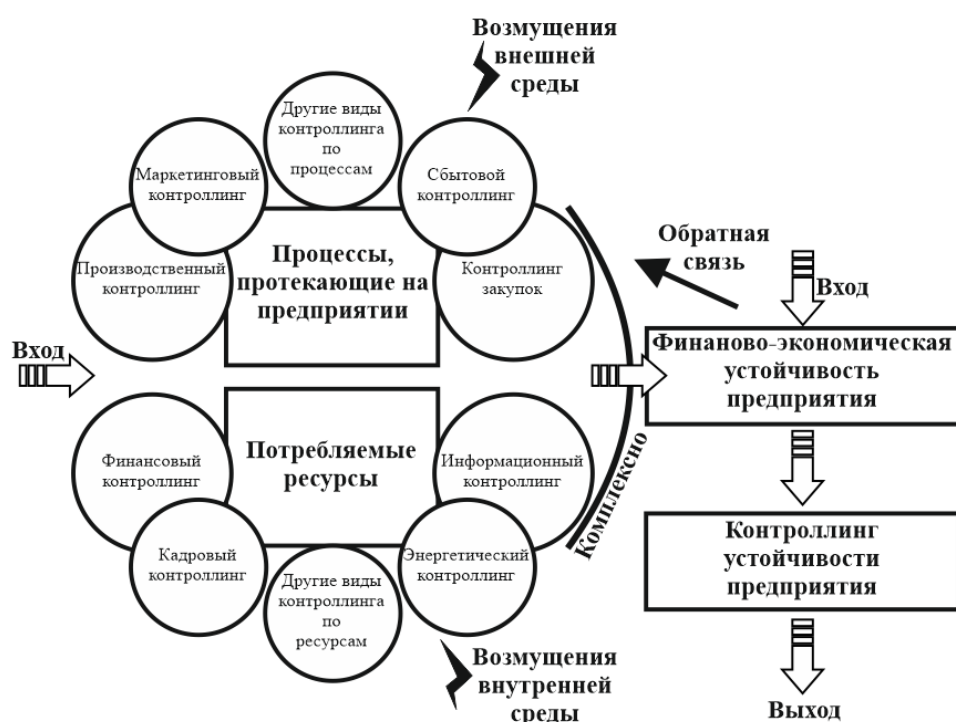 Возмущения
внешней
среды
Другие виды
контроллинга
по
процессам
Маркетинговый
контроллинг
Сбытовой
контроллинг
Производственный
контроллинг
Процессы,
протекающие на
предприятии
Контроллинг
закупок
Обратная
связь
Вход
Вход
Финаново-экономическая
устойчивость
предприятия
Финансовый
контроллинг
Потребляемые
ресурсы
Информационный
контроллинг
Комплексно
Кадровый
контроллинг
Другие виды
контроллинга
по
ресурсам
Энергетический
контроллинг
Контроллинг
устойчивости
предприятия
Возмущения
внутренней
среды
Выход